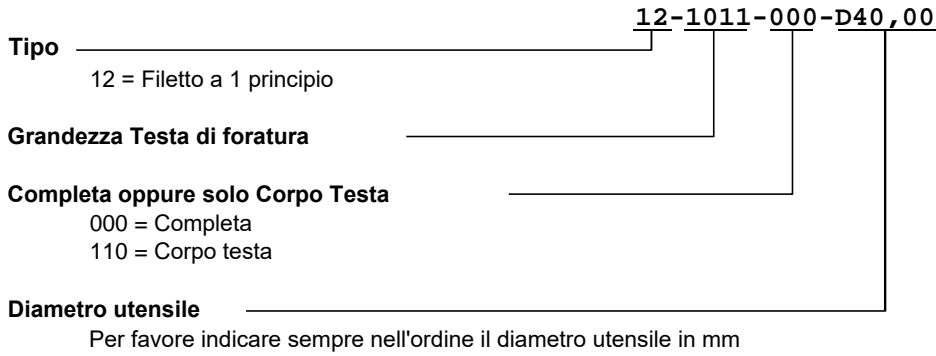 12-1011-000-D40,00
Tipo
12 = Filetto a 1 principio
Grandezza Testa di foratura
Completa oppure solo Corpo Testa
000 = Completa
110 = Corpo testa
Diametro utensile
Per favore indicare sempre nell'ordine il diametro utensile in mm